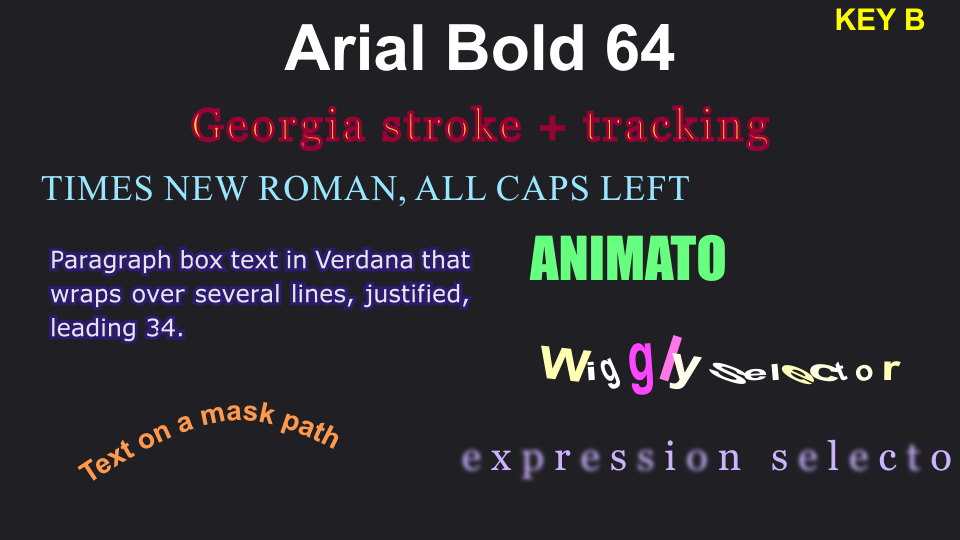 KEY B
Arial Bold 64
Georgia stroke + tracking
TIMES NEW ROMAN, ALL CAPS LEFT
Paragraph box text in Verdana that
wraps over several lines, justified,
leading 34.
ANIMATO
Wiggly Selector
Text on a mask path
expression selecto